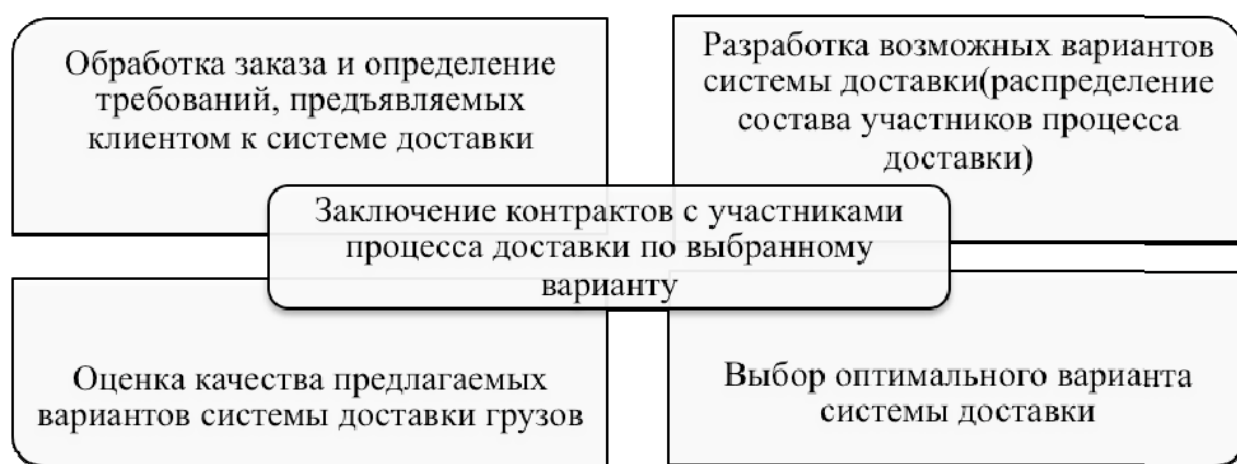 Обработка заказа и определение
требований, предъявляемых
клиентом к системе доставки
Разработка возможных вариантов
системы доставки(распределение
состава участников процесса
доставки)
Заключение контрактов с участниками
процесса доставки по выбранному
варианту
Оценка качества предлагаемых
вариантов системы доставки грузов
Выбор оптимального варианта
системы доставки